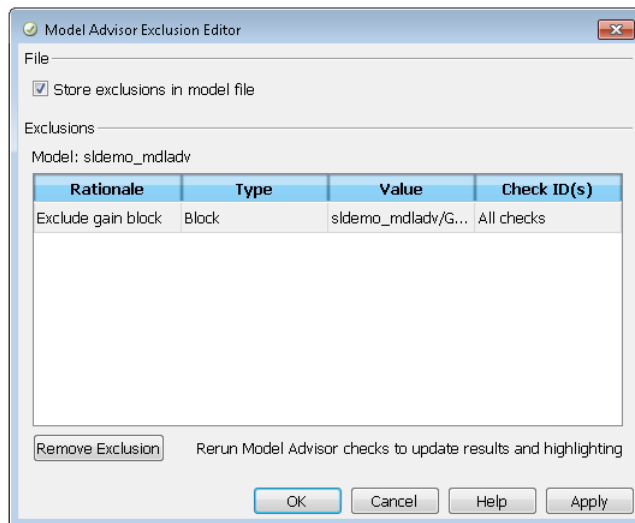 Model Advisor Exclusion Editor
File
Store exclusions in model file
Exclusions
Model: sldemo_mdladv
Rationale Type Value Check ID(s)
Exclude gain block Block sldemo_mdladv/G... All checks
Remove Exclusion Rerun Model Advisor checks to update results and highlighting
OK Cancel Help Apply